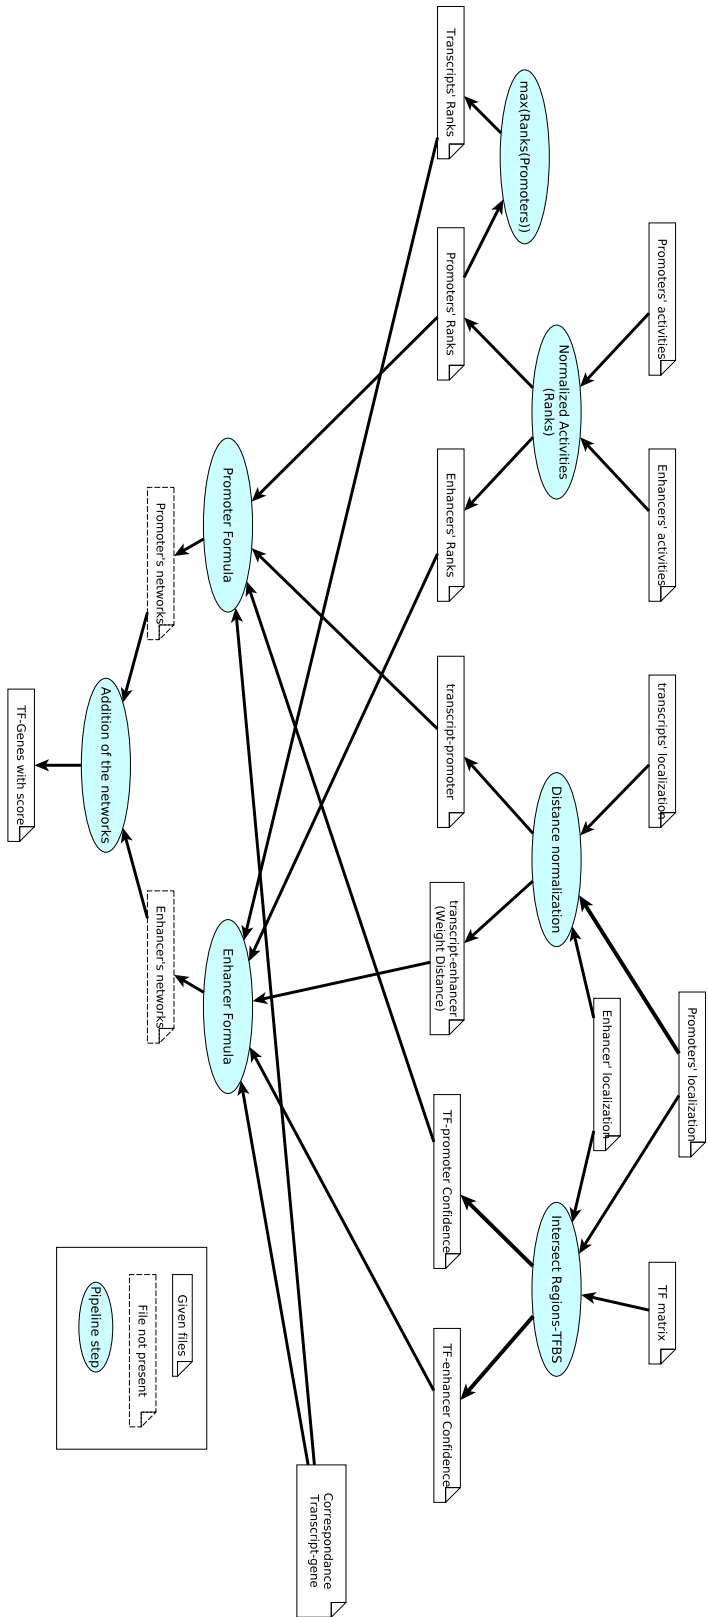 Promoters' activities
Enhancers' activities
transcripts' localization
Promoters' localization
Enhancer' localization
TF matrix
max(Ranks(Promoters))
Normalized Activities
(Ranks)
Distance normalization
Intersect Regions-TFBS
Transcripts' Ranks
Promoters' Ranks
Enhancers' Ranks
transcript-promoter
transcript-enhancer
(Weight Distance)
TF-promoter Confidence
TF-enhancer Confidence
Correspondance
Transcript-gene
Promoter Formula
Enhancer Formula
Promoter's networks
Enhancer's networks
Addition of the networks
TF-Genes with score
Given files
File not present
Pipeline step